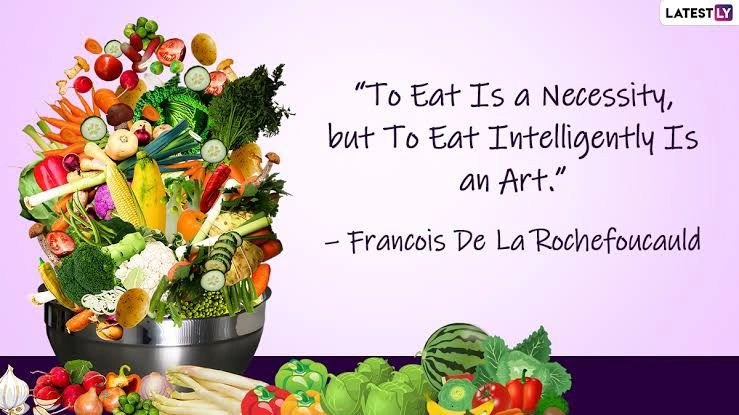 LATESTLY
“To Eat Is a Necessity,
but To Eat Intelligently Is
an Art.”
– Francois De La Rochefoucauld